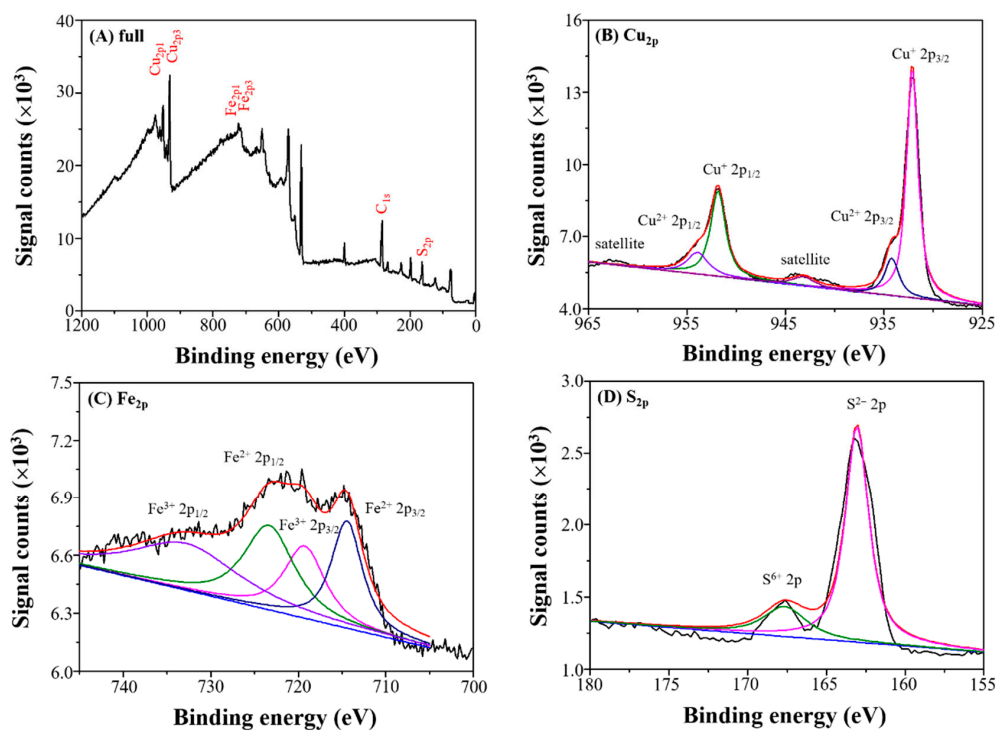 (A) full
Cu2p1
Cu2p3
Fe2p1
Fe2p3
C1s
S2p
Signal counts (×10³)
40
30
20
10
0
1200 1000 800 600 400 200 0
Binding energy (eV)
(B) Cu2p
Cu⁺ 2p3/2
Cu⁺ 2p1/2
Cu²⁺ 2p1/2
Cu²⁺ 2p3/2
satellite
satellite
Signal counts (×10³)
16
13
10
7.0
4.0
965 955 945 935 925
Binding energy (eV)
(C) Fe2p
Fe²⁺ 2p1/2
Fe³⁺ 2p1/2
Fe³⁺ 2p3/2
Fe²⁺ 2p3/2
Signal counts (×10³)
7.5
7.2
6.9
6.6
6.3
6.0
740 730 720 710 700
Binding energy (eV)
(D) S2p
S²⁻ 2p
S⁶⁺ 2p
Signal counts (×10³)
3.0
2.5
2.0
1.5
1.0
180 175 170 165 160 155
Binding energy (eV)